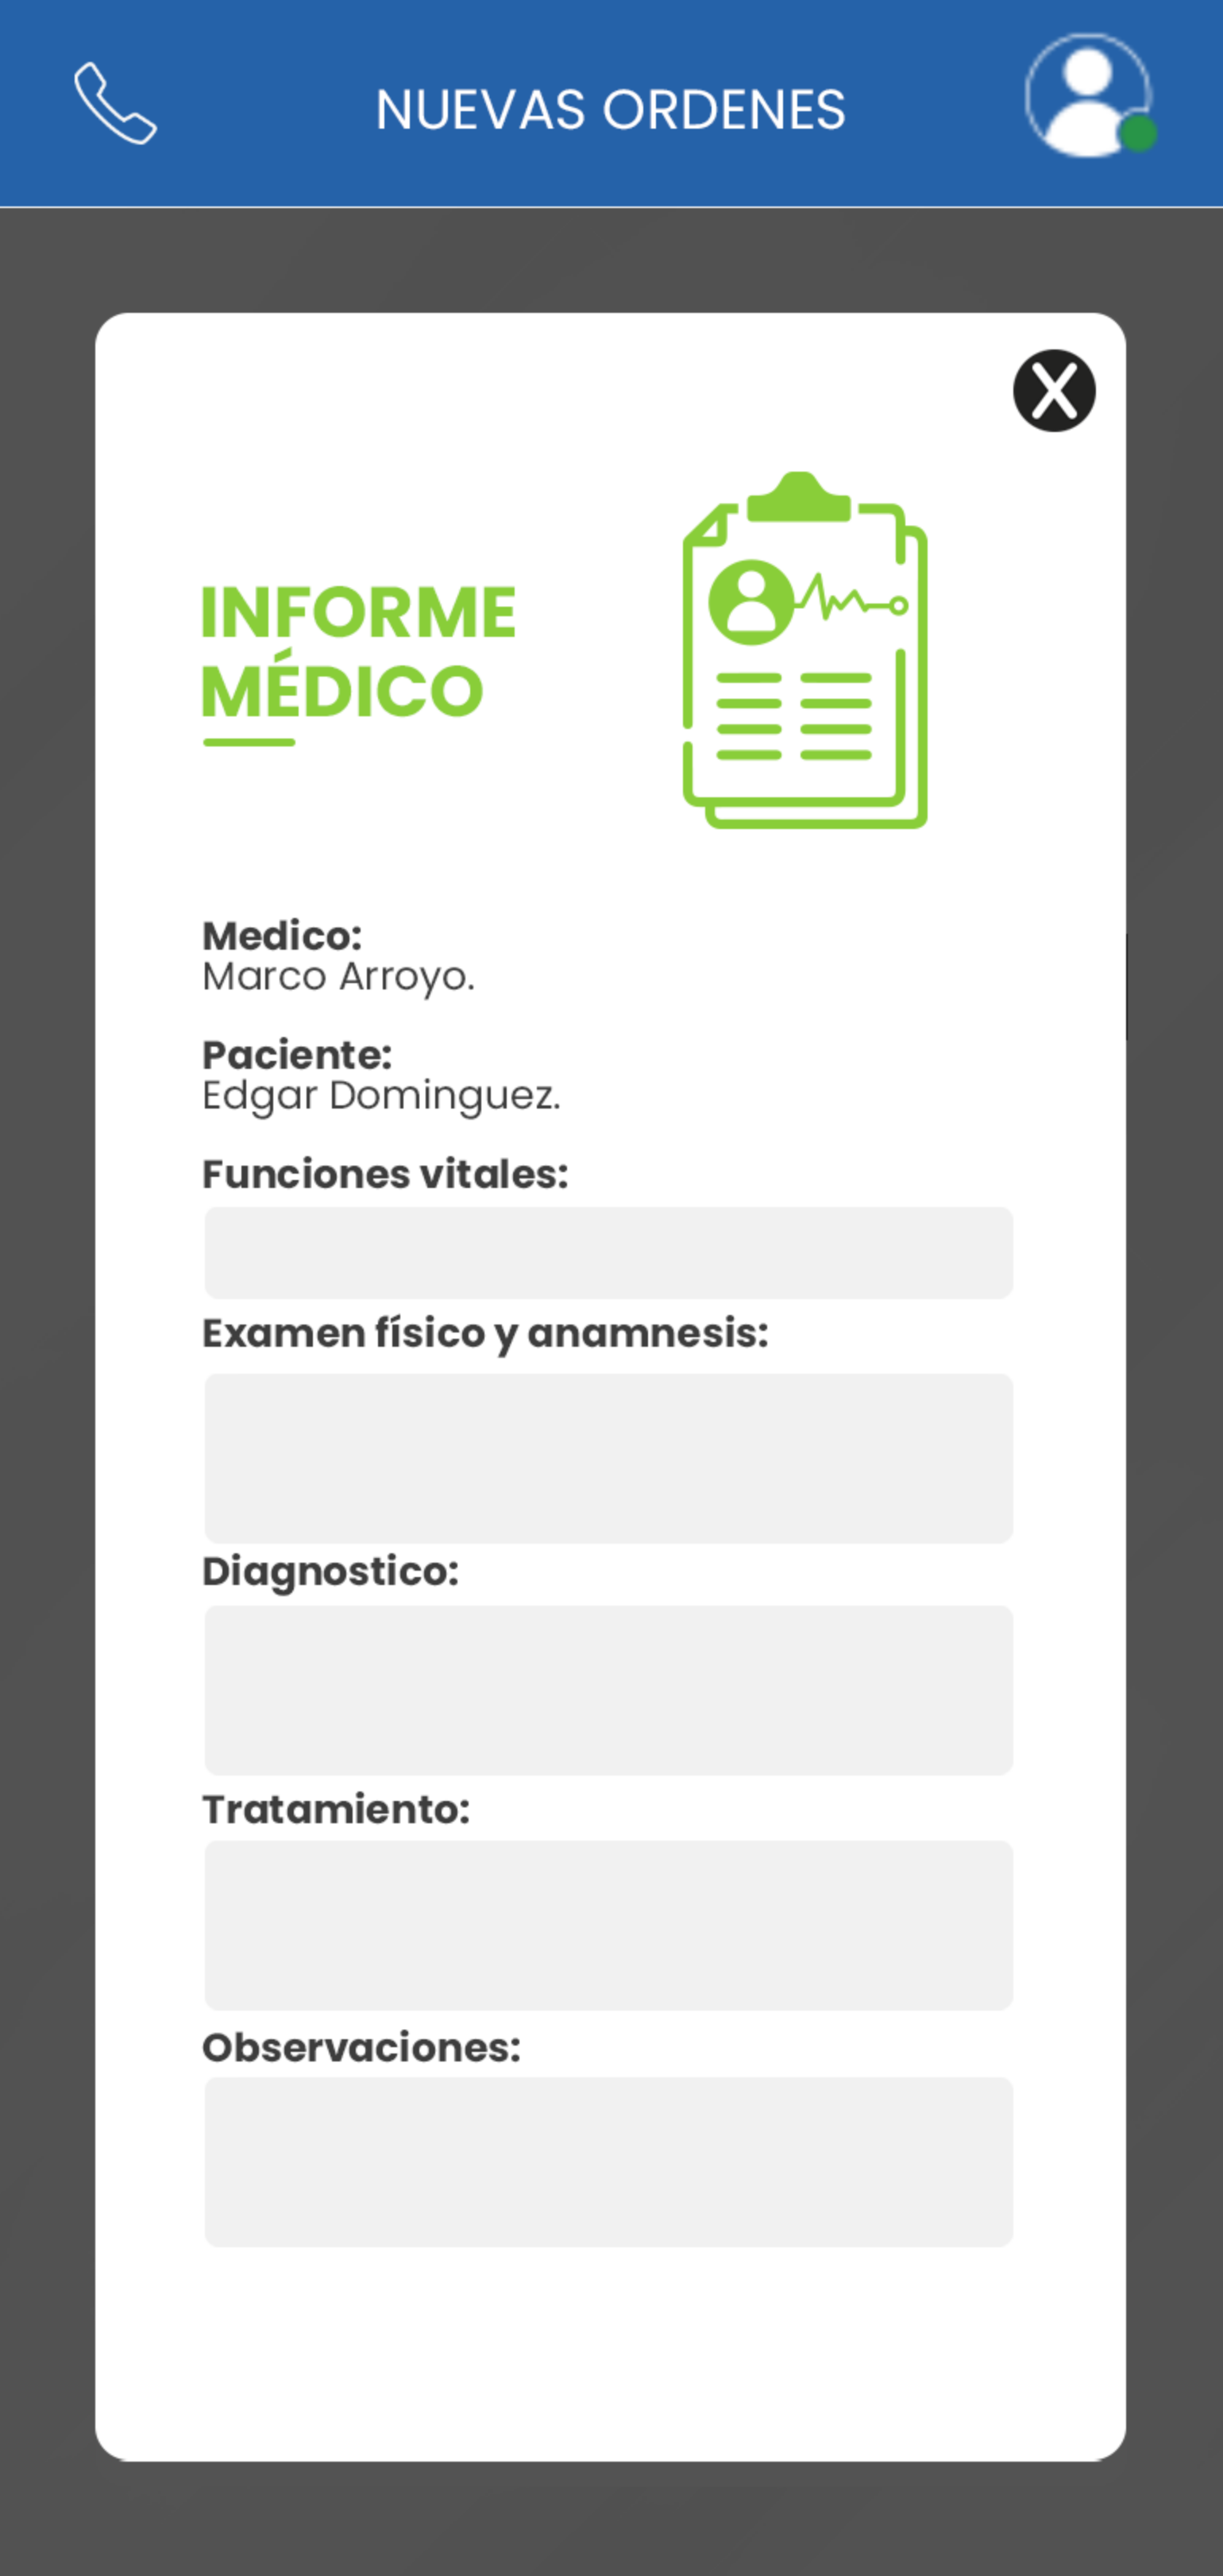 NUEVAS ORDENES
X
INFORME
MÉDICO
Medico:
Marco Arroyo.
Paciente:
Edgar Dominguez.
Funciones vitales:
Examen físico y anamnesis:
Diagnostico:
Tratamiento:
Observaciones: